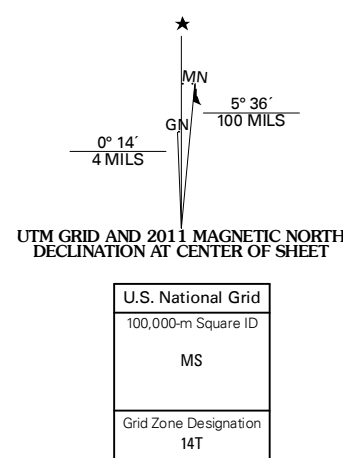 ★
MN
5° 36´
100 MILS
GN
0° 14´
4 MILS
UTM GRID AND 2011 MAGNETIC NORTH
DECLINATION AT CENTER OF SHEET
U.S. National Grid
100,000-m Square ID
MS
Grid Zone Designation
14T